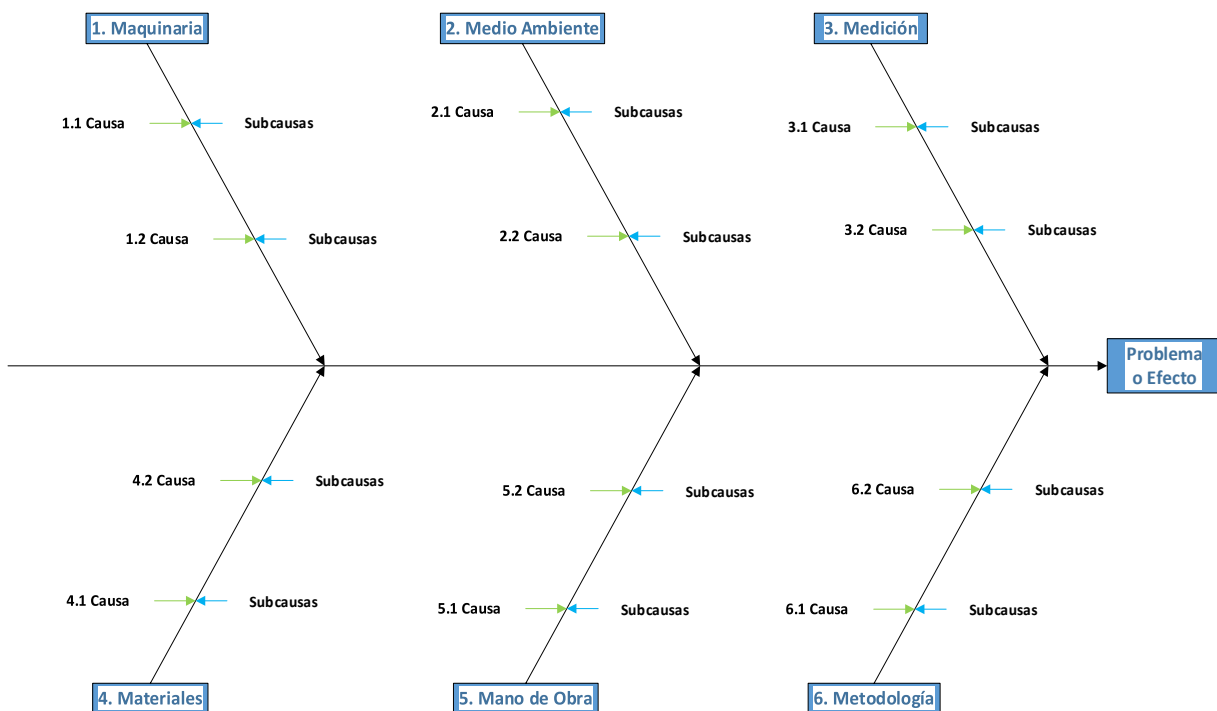 1. Maquinaria
2. Medio Ambiente
3. Medición
1.1 Causa
Subcausas
2.1 Causa
Subcausas
3.1 Causa
Subcausas
1.2 Causa
Subcausas
2.2 Causa
Subcausas
3.2 Causa
Subcausas
Problema
o Efecto
4.2 Causa
Subcausas
5.2 Causa
Subcausas
6.2 Causa
Subcausas
4.1 Causa
Subcausas
5.1 Causa
Subcausas
6.1 Causa
Subcausas
4. Materiales
5. Mano de Obra
6. Metodología